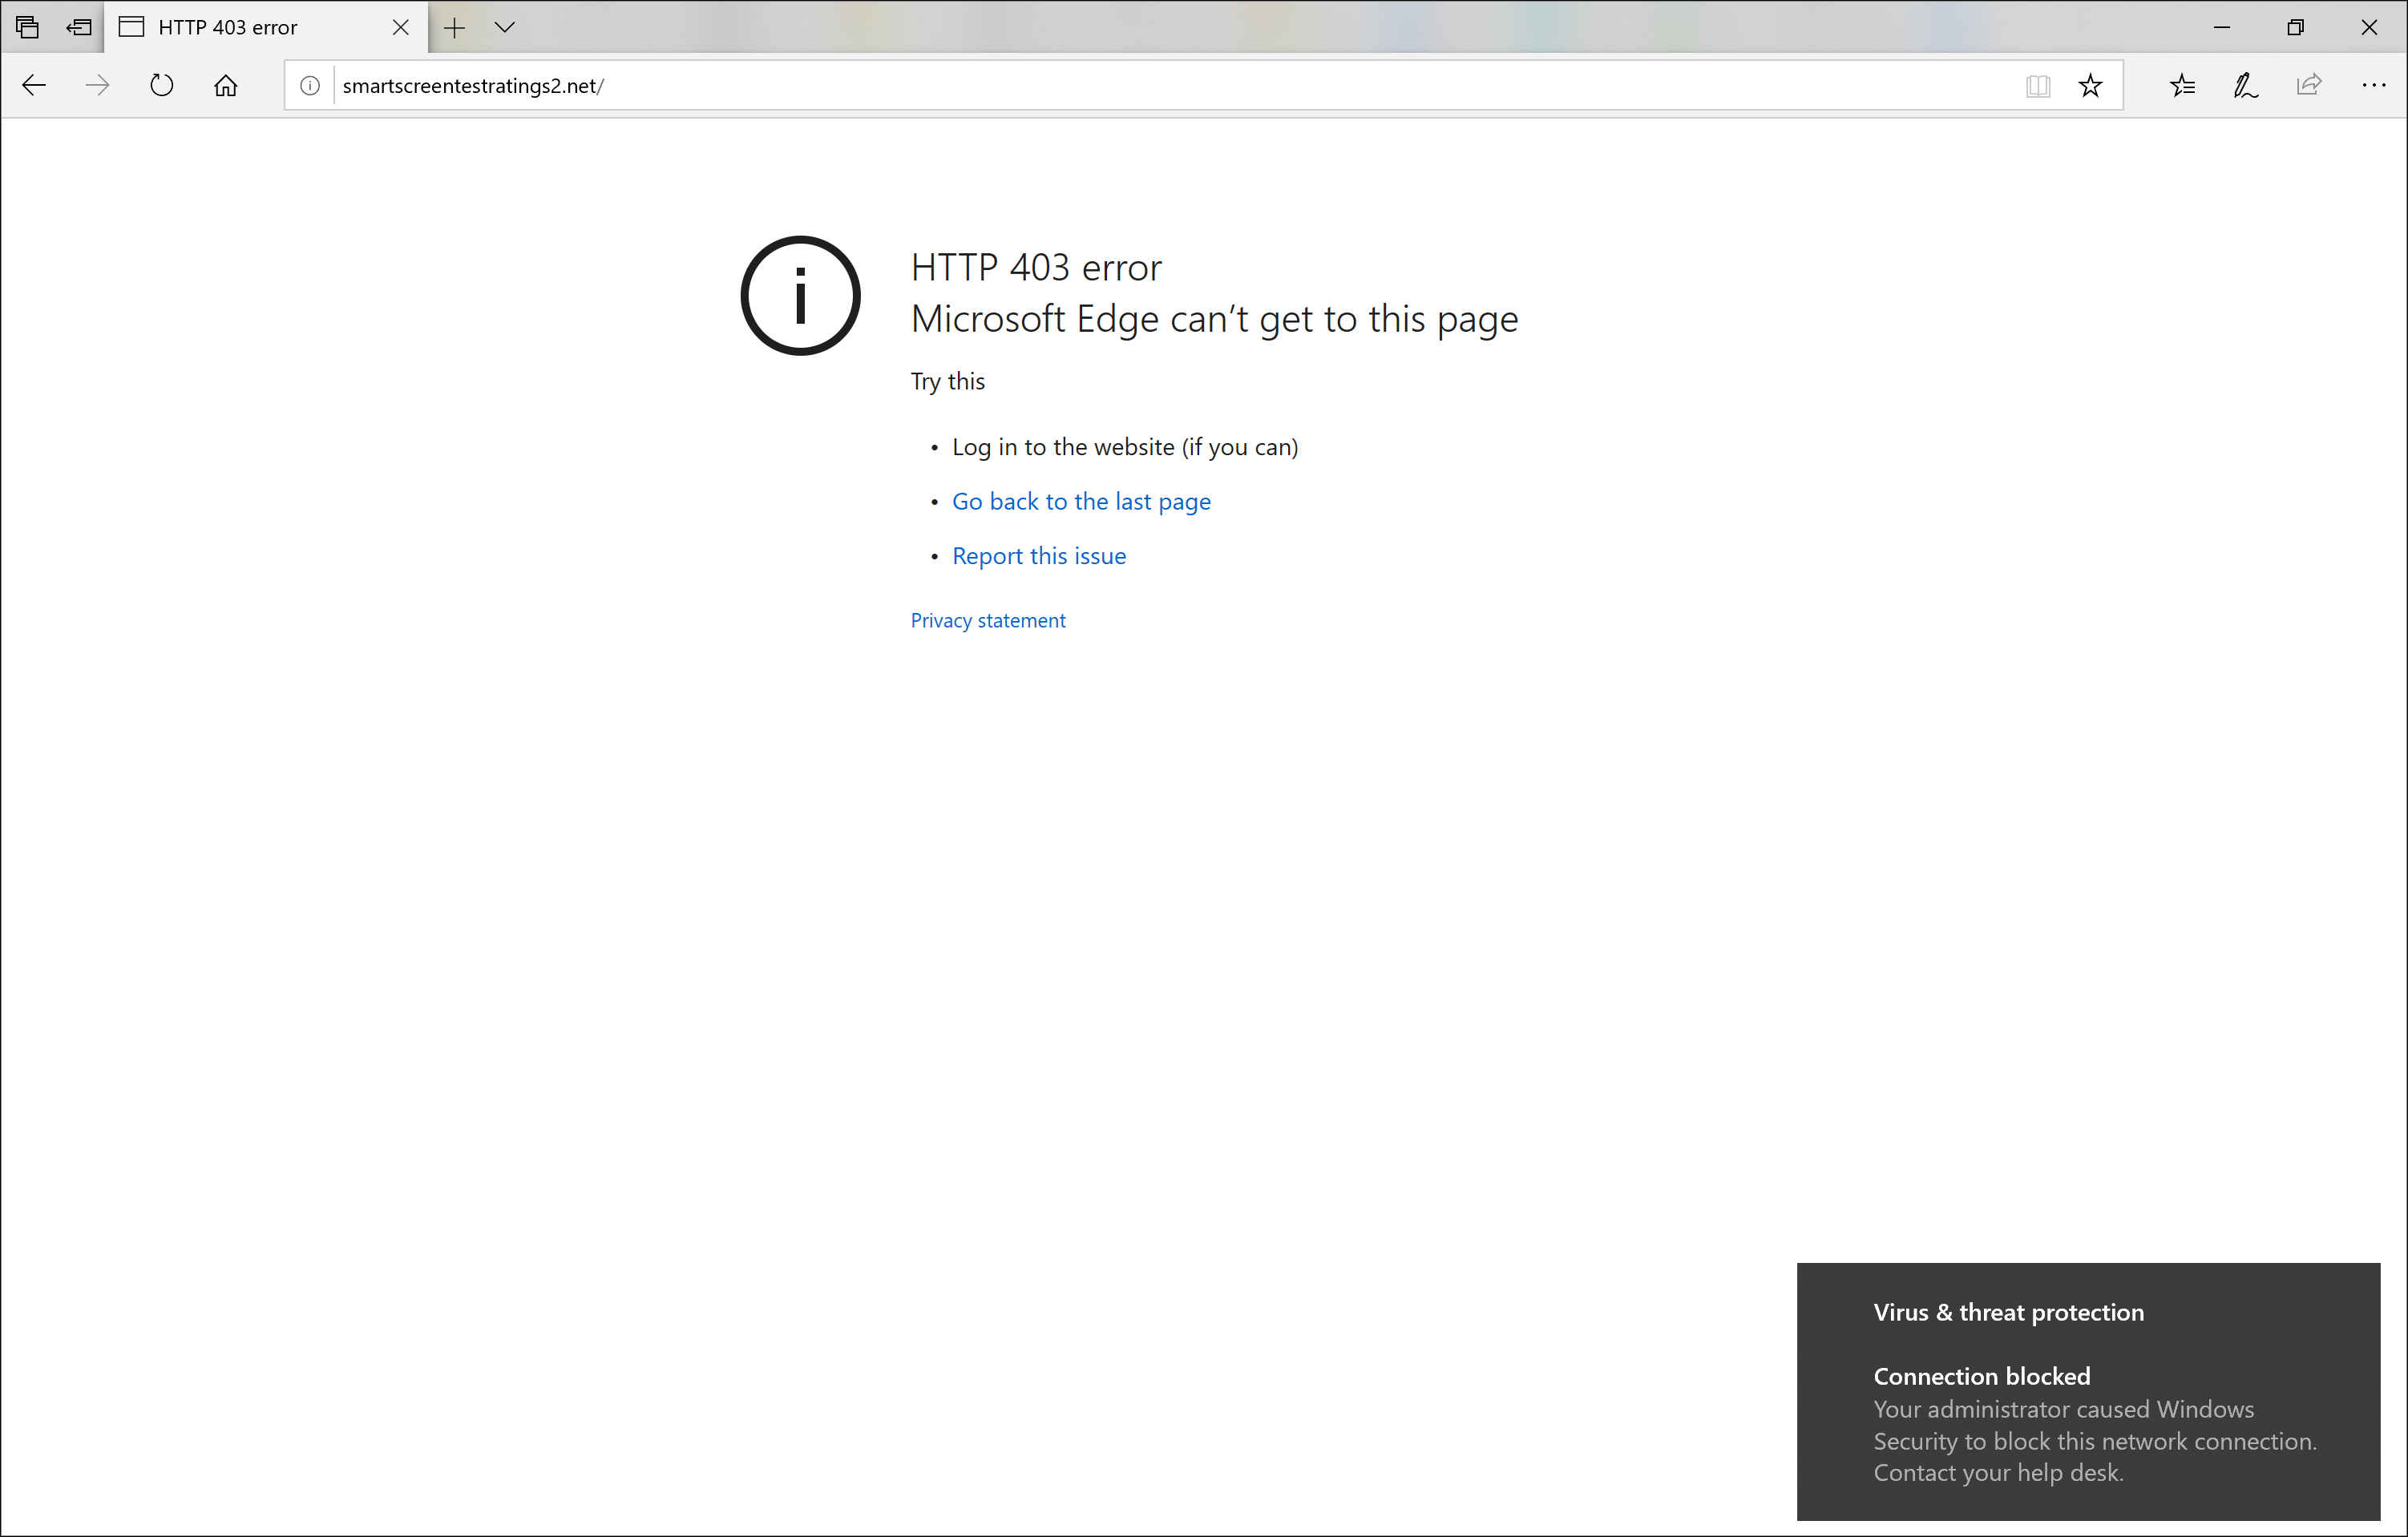 HTTP 403 error
smartscreentestratings2.net/
HTTP 403 error
Microsoft Edge can’t get to this page
Try this
• Log in to the website (if you can)
• Go back to the last page
• Report this issue
Privacy statement
Virus & threat protection
Connection blocked
Your administrator caused Windows
Security to block this network connection.
Contact your help desk.